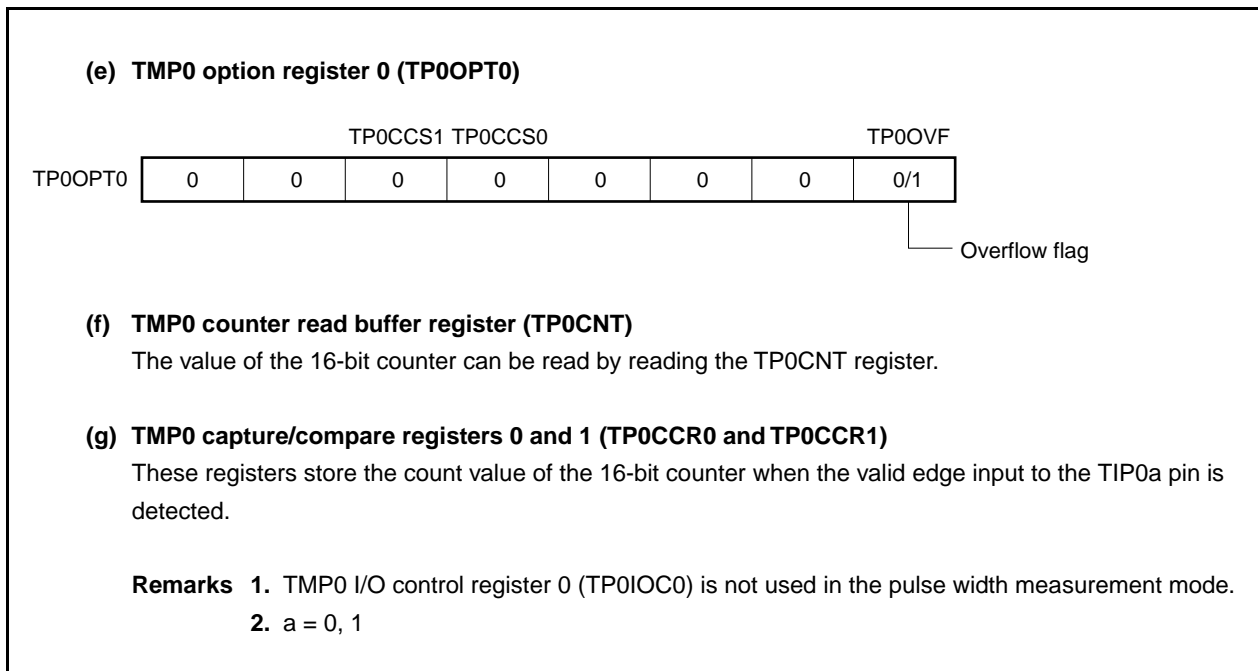 (e) TMP0 option register 0 (TP0OPT0)
TP0CCS1 TP0CCS0 TP0OVF
TP0OPT0 0 0 0 0 0 0 0 0/1
Overflow flag
(f) TMP0 counter read buffer register (TP0CNT)
The value of the 16-bit counter can be read by reading the TP0CNT register.
(g) TMP0 capture/compare registers 0 and 1 (TP0CCR0 and TP0CCR1)
These registers store the count value of the 16-bit counter when the valid edge input to the TIP0a pin is
detected.
Remarks 1. TMP0 I/O control register 0 (TP0IOC0) is not used in the pulse width measurement mode.
2. a = 0, 1